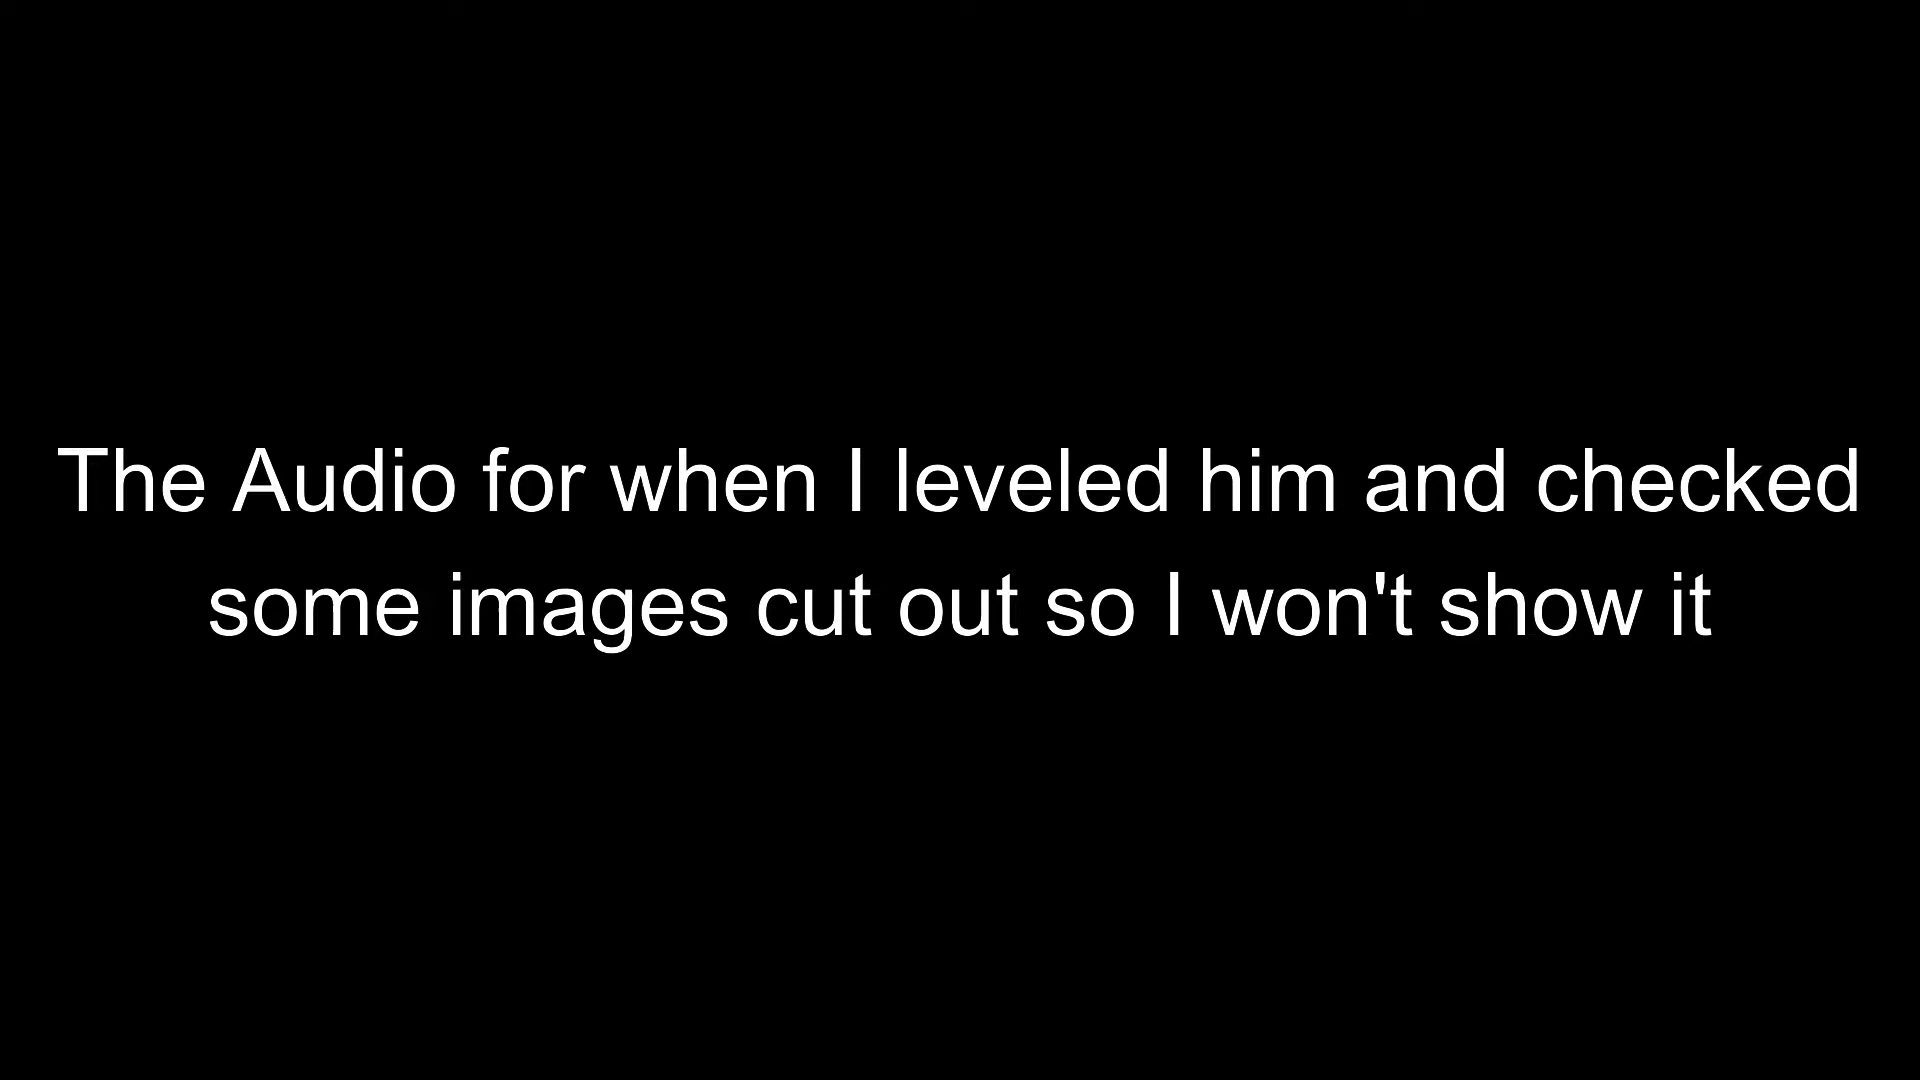 The Audio for when I leveled him and checked
some images cut out so I won't show it